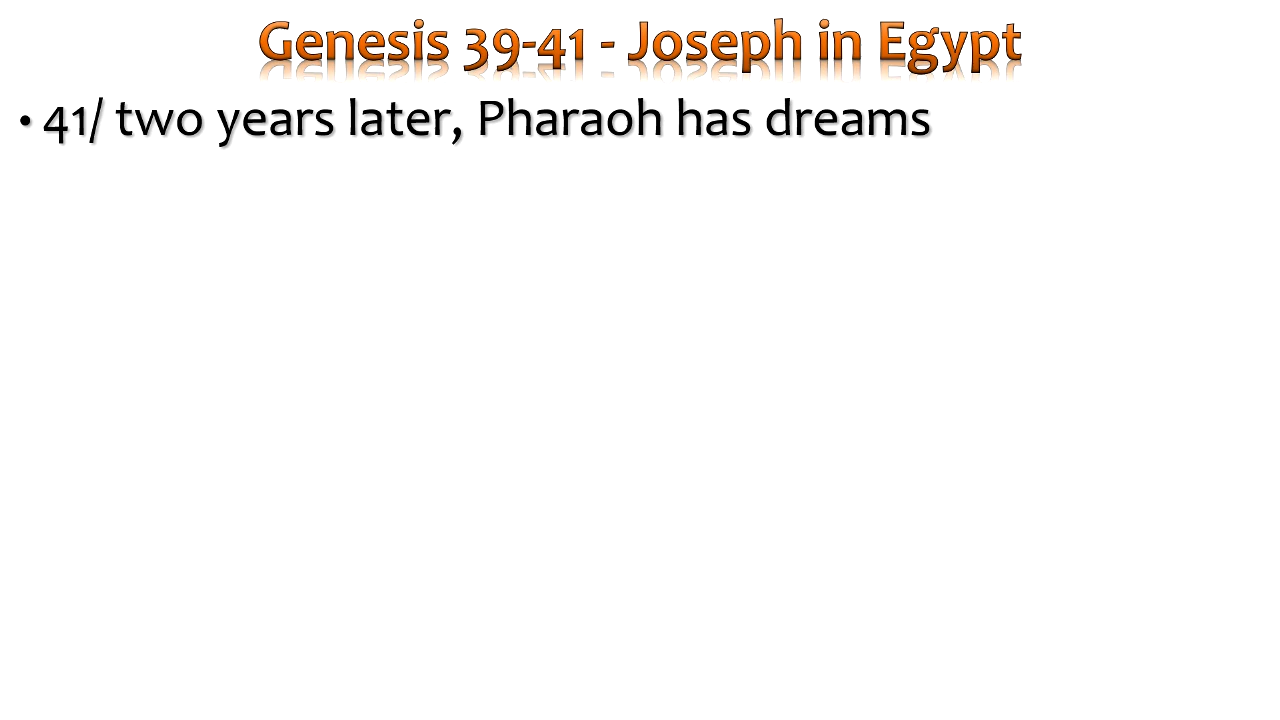 Genesis 39-41 - Joseph in Egypt
• 41/ two years later, Pharaoh has dreams